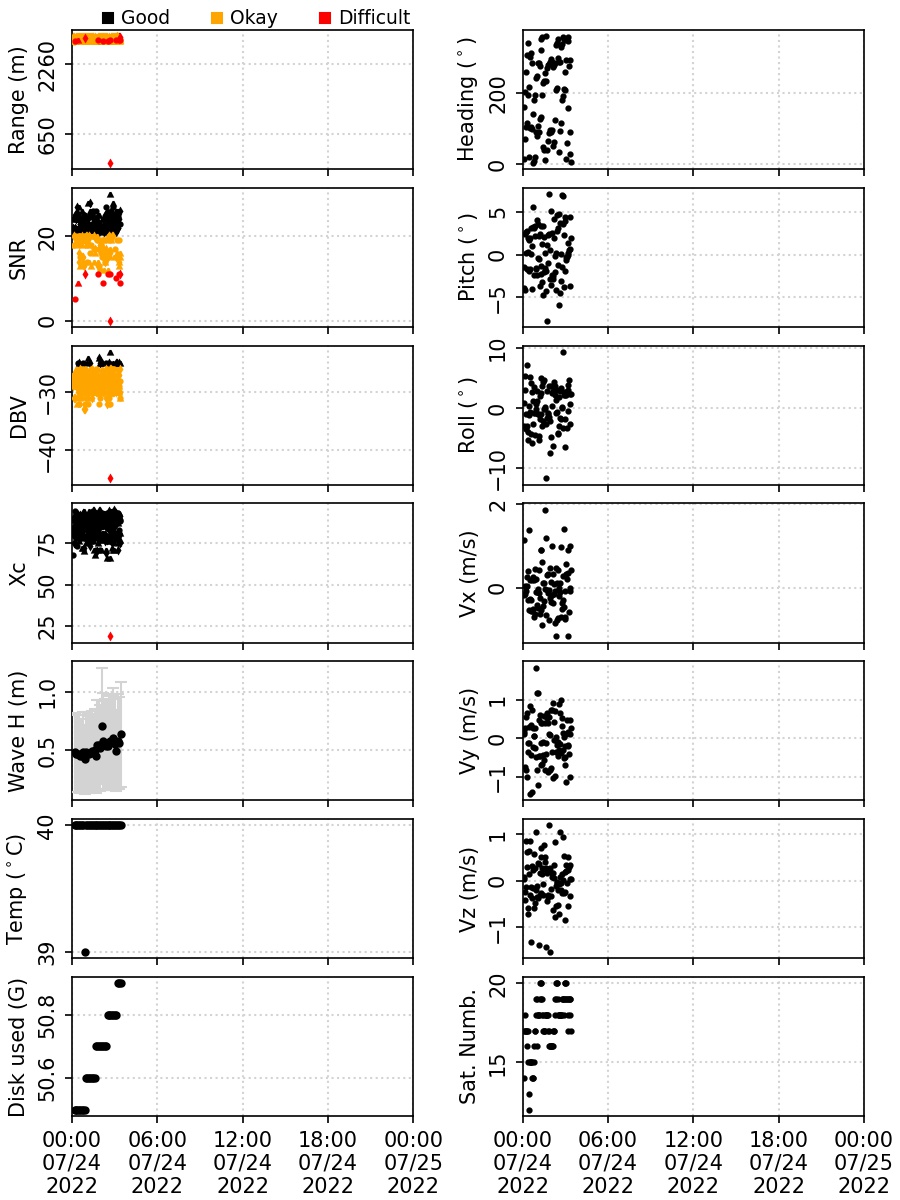 Good Okay Difficult
Range (m)
2260
650
Heading (°)
200
0
SNR
20
0
Pitch (°)
5
0
−5
DBV
−30
−40
Roll (°)
10
0
−10
Xc
75
50
25
Vx (m/s)
2
0
Wave H (m)
1.0
0.5
Vy (m/s)
1
0
−1
Temp (°C)
40
39
Vz (m/s)
1
0
−1
Disk used (G)
50.8
50.6
Sat. Numb.
20
15
00:00 06:00 12:00 18:00 00:00
07/24 07/24 07/24 07/24 07/25
2022 2022 2022 2022 2022
00:00 06:00 12:00 18:00 00:00
07/24 07/24 07/24 07/24 07/25
2022 2022 2022 2022 2022